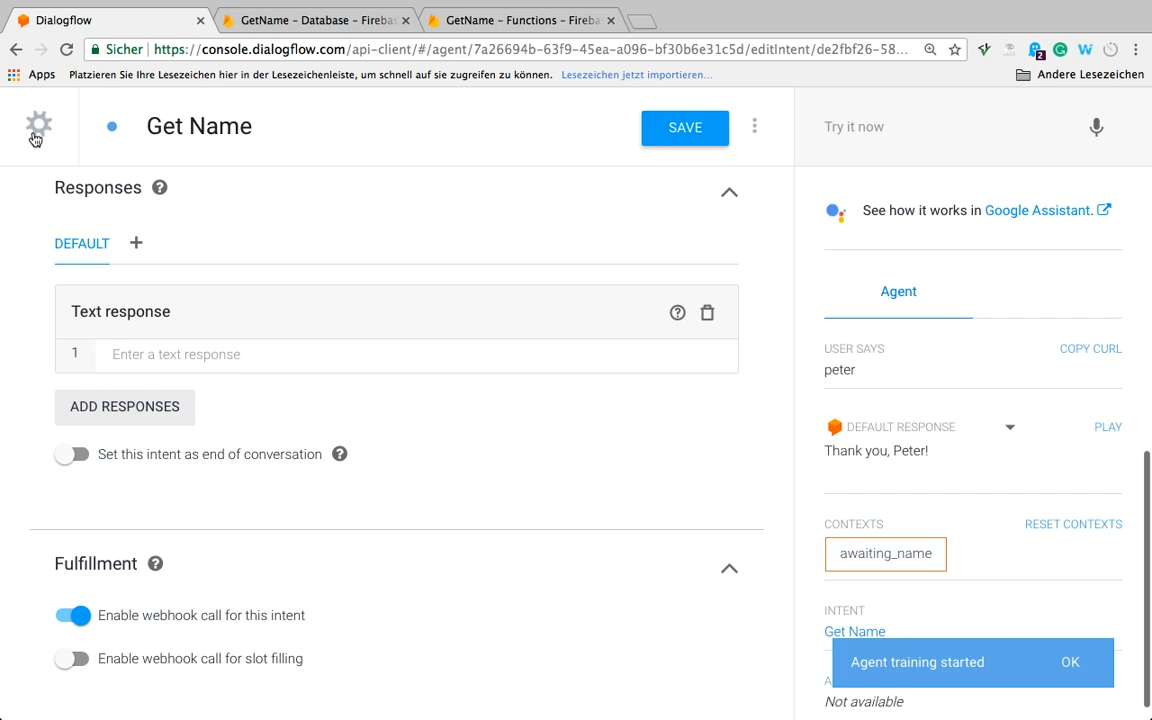 Dialogflow
GetName – Database – Fireba
GetName – Functions – Fireba
Sicher
https://console.dialogflow.com/api-client/#/agent/7a26694b-63f9-45ea-a096-bf30b6e31c5d/editIntent/de2fbf26-58...
Apps
Platzieren Sie Ihre Lesezeichen hier in der Lesezeichenleiste, um schnell auf sie zugreifen zu können.
Lesezeichen jetzt importieren...
Andere Lesezeichen
2
Get Name
SAVE
Try it now
Responses
DEFAULT
Text response
1
Enter a text response
ADD RESPONSES
Set this intent as end of conversation
Fulfillment
Enable webhook call for this intent
Enable webhook call for slot filling
See how it works in Google Assistant.
Agent
USER SAYS
COPY CURL
peter
DEFAULT RESPONSE
PLAY
Thank you, Peter!
CONTEXTS
RESET CONTEXTS
awaiting_name
INTENT
Get Name
Agent training started
OK
Not available